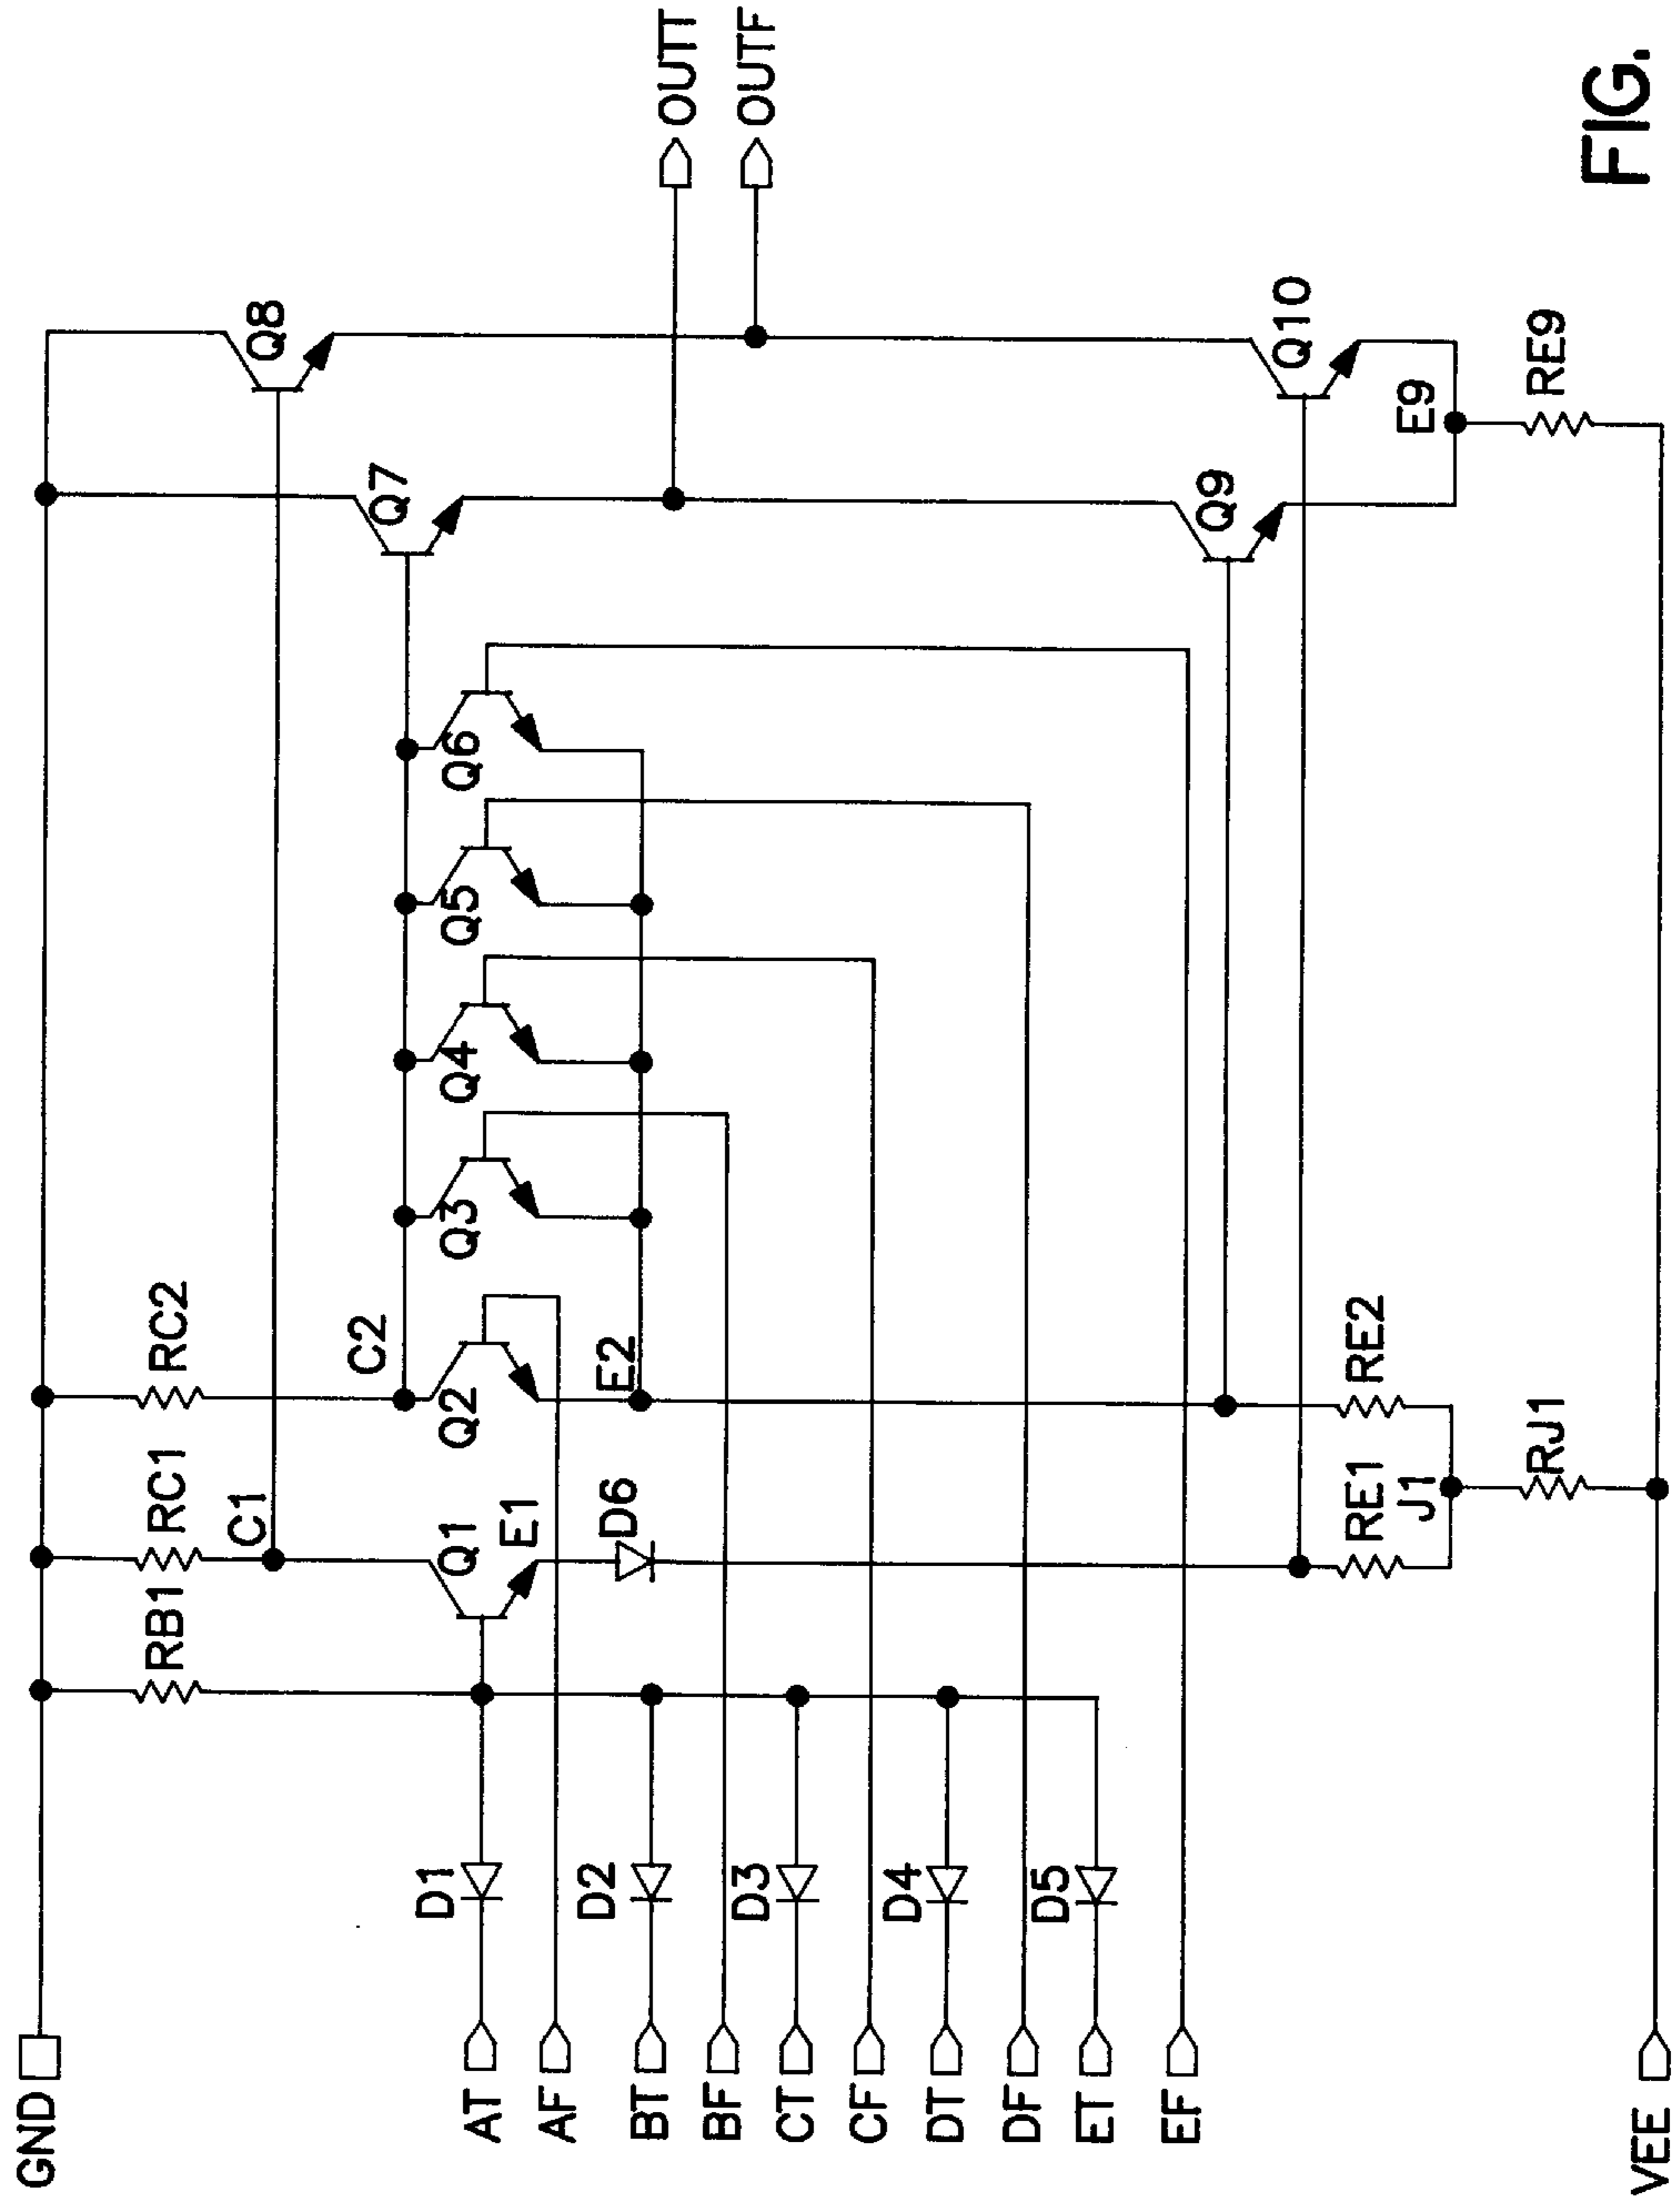 GND
AT
AF
BT
BF
CT
CF
DT
DF
ET
EF
VEE
D1
D2
D3
D4
D5
RB1
RC1
RC2
C1
C2
Q1
E1
D6
Q2
E2
Q3
Q4
Q5
Q6
Q7
Q8
Q9
Q10
E9
RE9
RE1
RE2
J1
RJ1
OUTT
OUTF
FIG.